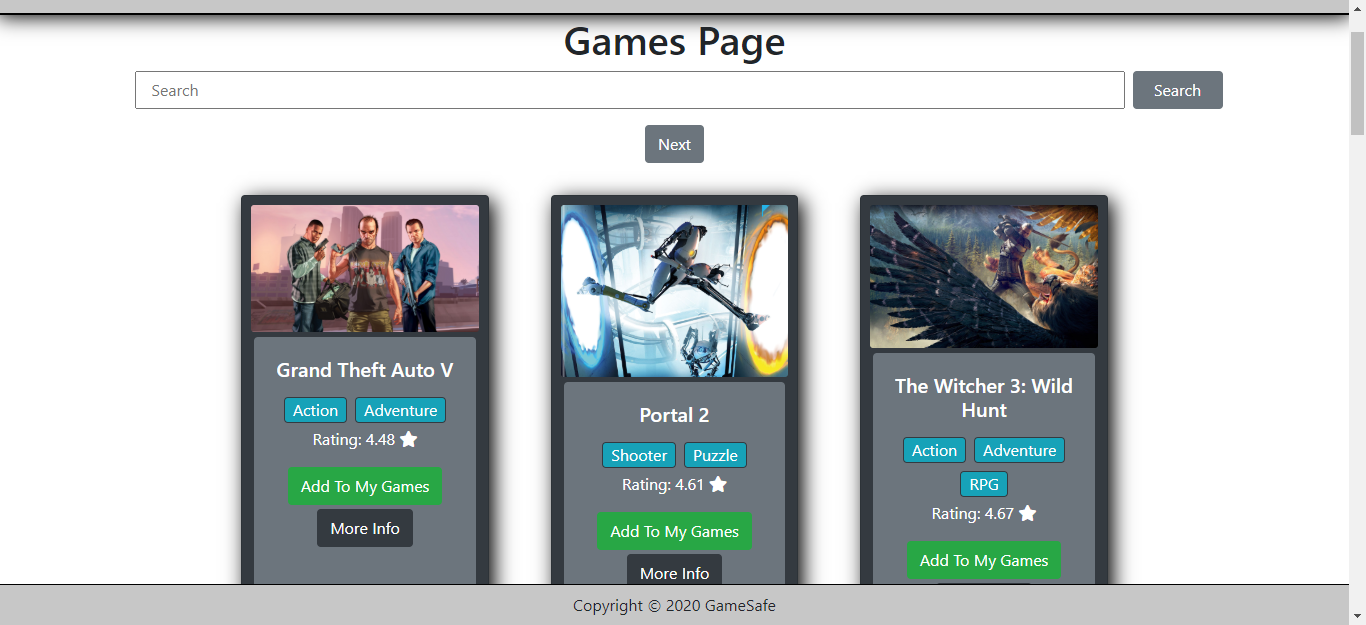 Games Page
Search
Search
Next
Grand Theft Auto V
Action
Adventure
Rating: 4.48
Add To My Games
More Info
Portal 2
Shooter
Puzzle
Rating: 4.61
Add To My Games
More Info
The Witcher 3: Wild
Hunt
Action
Adventure
RPG
Rating: 4.67
Add To My Games
Copyright © 2020 GameSafe